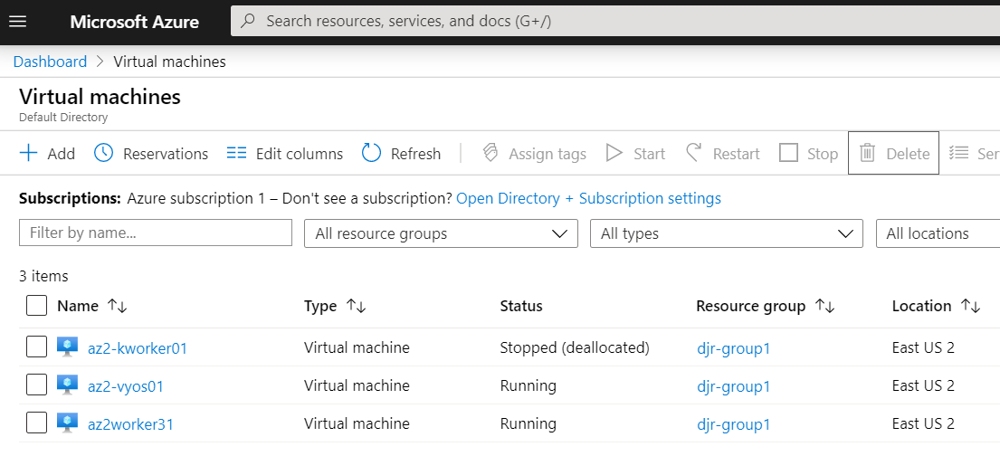 Microsoft Azure Search resources, services, and docs (G+/)
Dashboard > Virtual machines
Virtual machines
Default Directory
Add Reservations Edit columns Refresh Assign tags Start Restart Stop Delete Ser
Subscriptions: Azure subscription 1 – Don't see a subscription? Open Directory + Subscription settings
Filter by name... All resource groups All types All locations
3 items
Name Type Status Resource group Location
az2-kworker01 Virtual machine Stopped (deallocated) djr-group1 East US 2
az2-vyos01 Virtual machine Running djr-group1 East US 2
az2worker31 Virtual machine Running djr-group1 East US 2